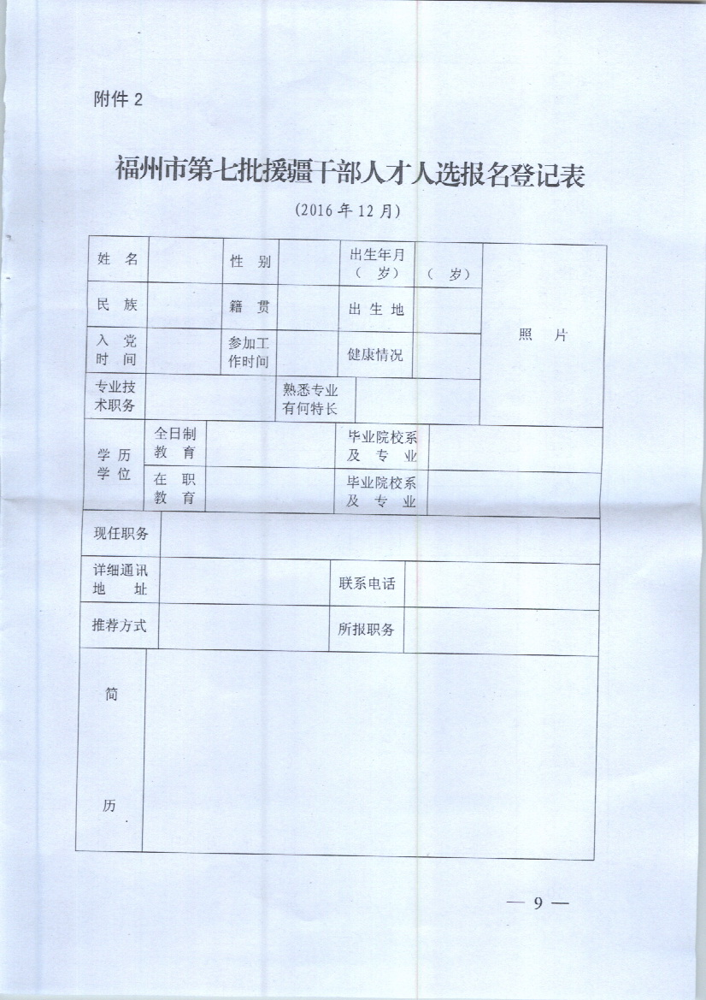 附件 2
福州市第七批援疆干部人才人选报名登记表
(2016 年 12 月)
姓 名 性 别 出生年月
( 岁) ( 岁)
民 族 籍 贯 出 生 地
照 片
入 党 参加工 健康情况
时 间 作时间
专业技 熟悉专业
术职务 有何特长
学 历 全日制 毕业院校系
学 位 教 育 及 专 业
在 职 毕业院校系
教 育 及 专 业
现任职务
详细通讯 联系电话
地 址
推荐方式 所报职务
简
历
— 9 —